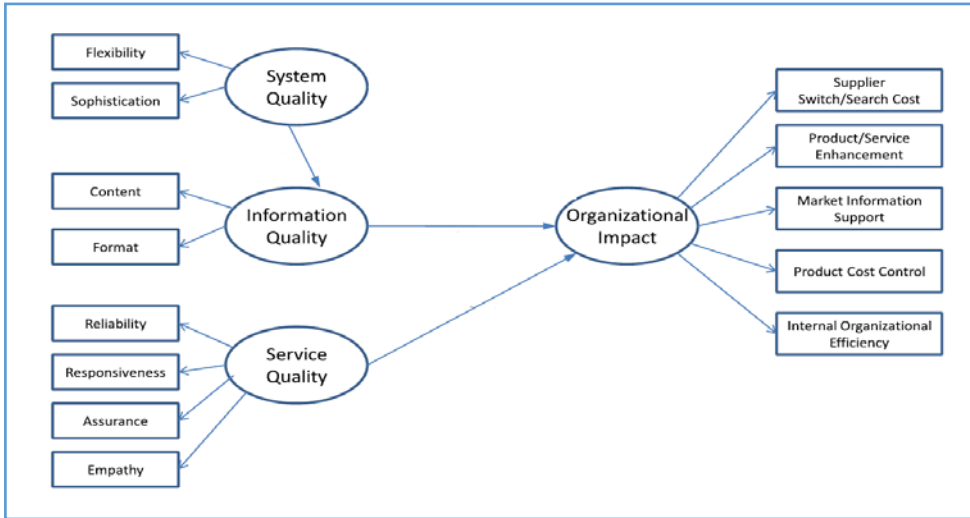 Flexibility
Sophistication
System
Quality
Content
Format
Information
Quality
Reliability
Responsiveness
Assurance
Empathy
Service
Quality
Organizational
Impact
Supplier
Switch/Search Cost
Product/Service
Enhancement
Market Information
Support
Product Cost Control
Internal Organizational
Efficiency